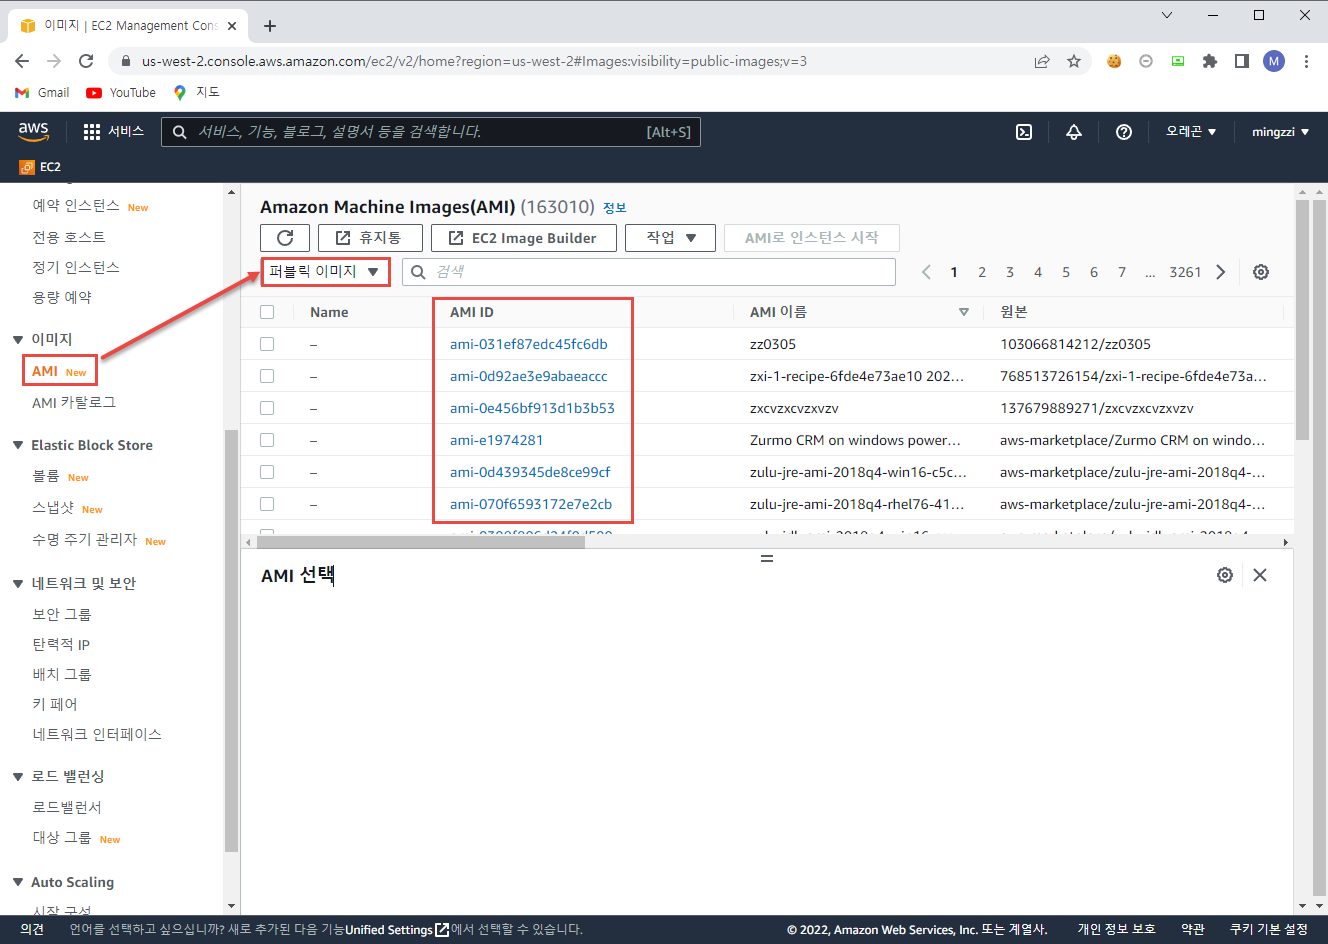 이미지 | EC2 Management Cons
us-west-2.console.aws.amazon.com/ec2/v2/home?region=us-west-2#Images:visibility=public-images;v=3
M
Gmail YouTube 지도
aws 서비스 서비스, 기능, 블로그, 설명서 등을 검색합니다. [Alt+S] 오레곤 mingzzi
EC2
예약 인스턴스 New
전용 호스트
정기 인스턴스
용량 예약
이미지
AMI New
AMI 카탈로그
Elastic Block Store
볼륨 New
스냅샷 New
수명 주기 관리자 New
네트워크 및 보안
보안 그룹
탄력적 IP
배치 그룹
키 페어
네트워크 인터페이스
로드 밸런싱
로드밸런서
대상 그룹 New
Auto Scaling
시작 구성
Amazon Machine Images(AMI) (163010) 정보
휴지통 EC2 Image Builder 작업 AMI로 인스턴스 시작
퍼블릭 이미지 검색 1 2 3 4 5 6 7 ... 3261
Name AMI ID AMI 이름 원본
– ami-031ef87edc45fc6db zz0305 103066814212/zz0305
– ami-0d92ae3e9abaeaccc zxi-1-recipe-6fde4e73ae10 202... 768513726154/zxi-1-recipe-6fde4e73a...
– ami-0e456bf913d1b3b53 zxcvzxcvzxvzv 137679889271/zxcvzxcvzxvzv
– ami-e1974281 Zurmo CRM on windows power... aws-marketplace/Zurmo CRM on windo...
– ami-0d439345de8ce99cf zulu-jre-ami-2018q4-win16-c5c... aws-marketplace/zulu-jre-ami-2018q4-...
– ami-070f6593172e7e2cb zulu-jre-ami-2018q4-rhel76-41... aws-marketplace/zulu-jre-ami-2018q4-...
AMI 선택
의견 언어를 선택하고 싶으십니까? 새로 추가된 다음 기능Unified Settings에서 선택할 수 있습니다. © 2022, Amazon Web Services, Inc. 또는 계열사. 개인 정보 보호 약관 쿠키 기본 설정